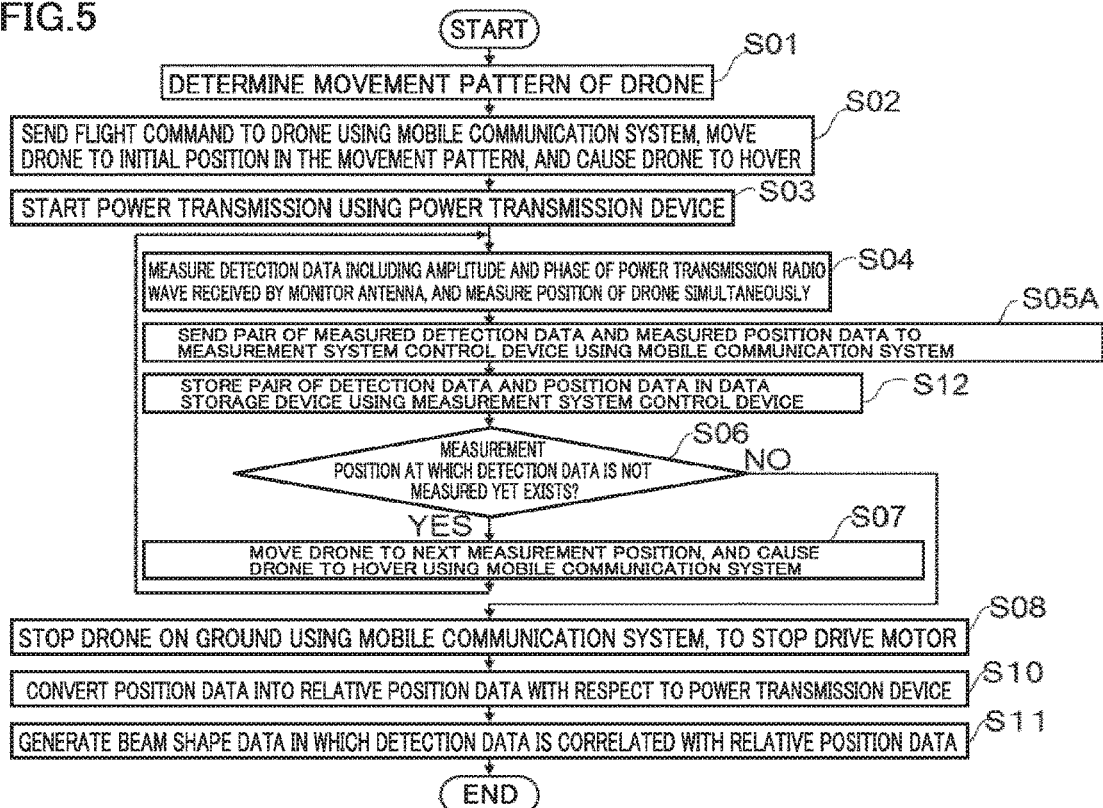 FIG.5
START
S01
DETERMINE MOVEMENT PATTERN OF DRONE
S02
SEND FLIGHT COMMAND TO DRONE USING MOBILE COMMUNICATION SYSTEM, MOVE
DRONE TO INITIAL POSITION IN THE MOVEMENT PATTERN, AND CAUSE DRONE TO HOVER
S03
START POWER TRANSMISSION USING POWER TRANSMISSION DEVICE
S04
MEASURE DETECTION DATA INCLUDING AMPLITUDE AND PHASE OF POWER TRANSMISSION RADIO
WAVE RECEIVED BY MONITOR ANTENNA, AND MEASURE POSITION OF DRONE SIMULTANEOUSLY
S05A
SEND PAIR OF MEASURED DETECTION DATA AND MEASURED POSITION DATA TO
MEASUREMENT SYSTEM CONTROL DEVICE USING MOBILE COMMUNICATION SYSTEM
S12
STORE PAIR OF DETECTION DATA AND POSITION DATA IN DATA
STORAGE DEVICE USING MEASUREMENT SYSTEM CONTROL DEVICE
S06
MEASUREMENT
POSITION AT WHICH DETECTION DATA IS NOT
MEASURED YET EXISTS?
NO
YES
S07
MOVE DRONE TO NEXT MEASUREMENT POSITION, AND CAUSE
DRONE TO HOVER USING MOBILE COMMUNICATION SYSTEM
S08
STOP DRONE ON GROUND USING MOBILE COMMUNICATION SYSTEM, TO STOP DRIVE MOTOR
S10
CONVERT POSITION DATA INTO RELATIVE POSITION DATA WITH RESPECT TO POWER TRANSMISSION DEVICE
S11
GENERATE BEAM SHAPE DATA IN WHICH DETECTION DATA IS CORRELATED WITH RELATIVE POSITION DATA
END